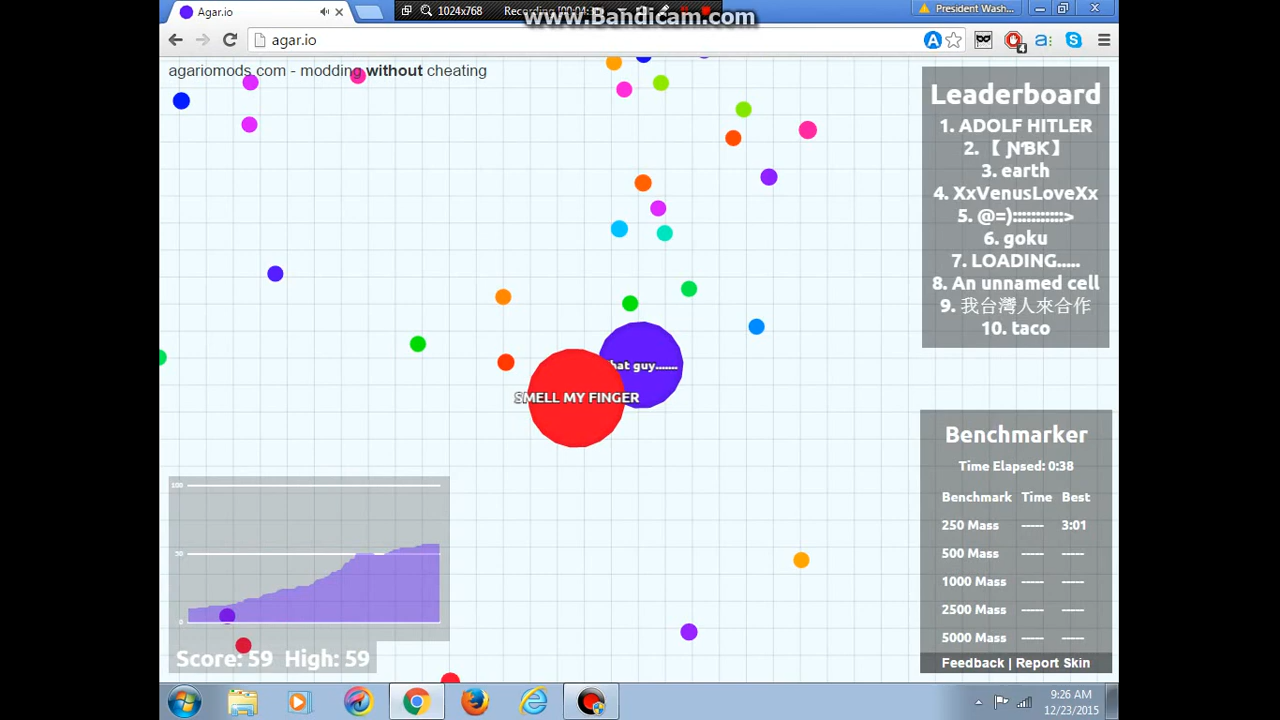 Agar.io
1024x768
www.Bandicam.com
President Wash...
agar.io
agariomods.com - modding without cheating
Leaderboard
1. ADOLF HITLER
3. earth
4. XxVenusLoveXx
5. @=):::::::::::>
6. goku
7. LOADING.....
8. An unnamed cell
9. 我台灣人來合作
10. taco
hat guy.......
SMELL MY FINGER
Benchmarker
Time Elapsed: 0:38
Benchmark Time Best
250 Mass ----- 3:01
500 Mass ----- -----
1000 Mass ----- -----
2500 Mass ----- -----
5000 Mass ----- -----
Feedback | Report Skin
100
50
0
Score: 59 High: 59
9:26 AM
12/23/2015